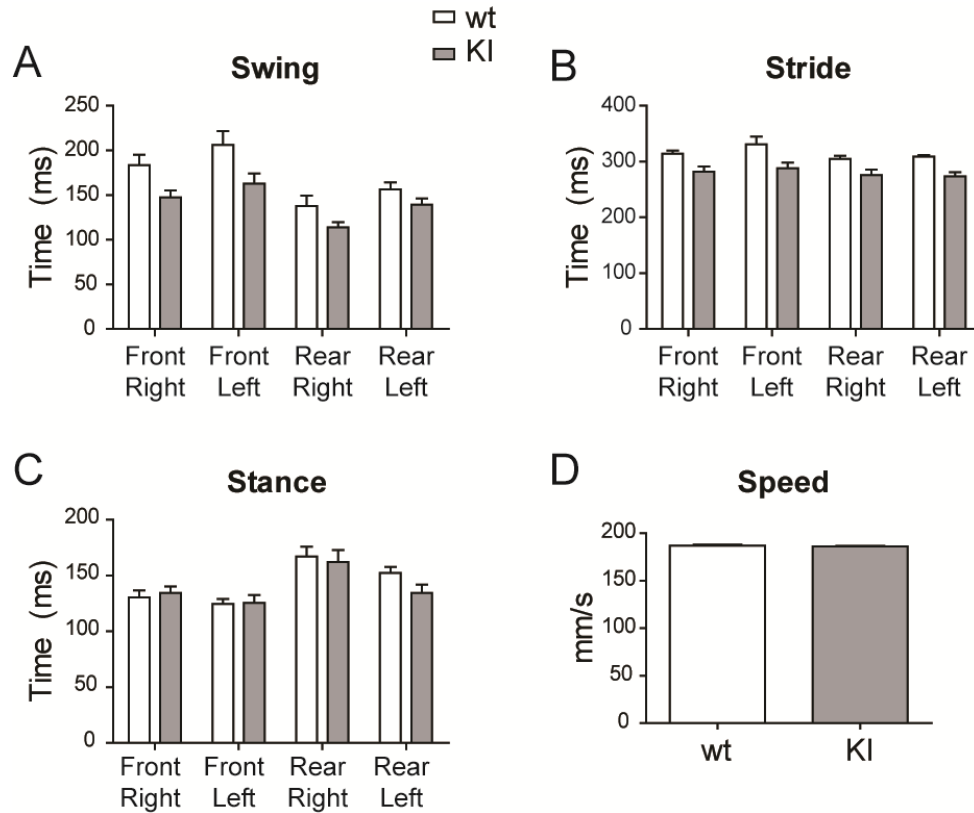 wt
KI
A
Swing
Time (ms)
250
200
150
100
50
0
Front Right
Front Left
Rear Right
Rear Left
B
Stride
Time (ms)
400
300
200
100
0
Front Right
Front Left
Rear Right
Rear Left
C
Stance
Time (ms)
200
150
100
50
0
Front Right
Front Left
Rear Right
Rear Left
D
Speed
mm/s
200
150
100
50
0
wt
KI